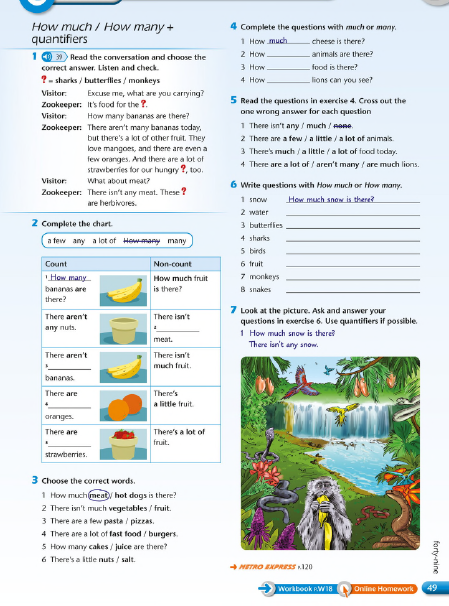 How much / How many +
quantifiers
1 39 Read the conversation and choose the
correct answer. Listen and check.
? = sharks / butterflies / monkeys
Visitor: Excuse me, what are you carrying?
Zookeeper: It's food for the ?.
Visitor: How many bananas are there?
Zookeeper: There aren't many bananas today,
but there's a lot of other fruit. They
love mangoes, and there are even a
few oranges. And there are a lot of
strawberries for our hungry ?, too.
Visitor: What about meat?
Zookeeper: There isn't any meat. These ?
are herbivores.
2 Complete the chart.
a few any a lot of How many many
Count Non-count
1 How many
bananas are
there?
How much fruit
is there?
There aren't
any nuts.
There isn't
2
meat.
There aren't
3
bananas.
There isn't
much fruit.
There are
4
oranges.
There's
a little fruit.
There are
5
strawberries.
There's a lot of
fruit.
3 Choose the correct words.
1 How much meat / hot dogs is there?
2 There isn't much vegetables / fruit.
3 There are a few pasta / pizzas.
4 There are a lot of fast food / burgers.
5 How many cakes / juice are there?
6 There's a little nuts / salt.
4 Complete the questions with much or many.
1 How much cheese is there?
2 How ________ animals are there?
3 How ________ food is there?
4 How ________ lions can you see?
5 Read the questions in exercise 4. Cross out the
one wrong answer for each question
1 There isn't any / much / none.
2 There are a few / a little / a lot of animals.
3 There's much / a little / a lot of food today.
4 There are a lot of / aren't many / are much lions.
6 Write questions with How much or How many.
1 snow How much snow is there?
2 water
3 butterflies
4 sharks
5 birds
6 fruit
7 monkeys
8 snakes
7 Look at the picture. Ask and answer your
questions in exercise 6. Use quantifiers if possible.
1 How much snow is there?
There isn't any snow.
METRO EXPRESS P.120
forty-nine
Workbook P.W18 Online Homework 49